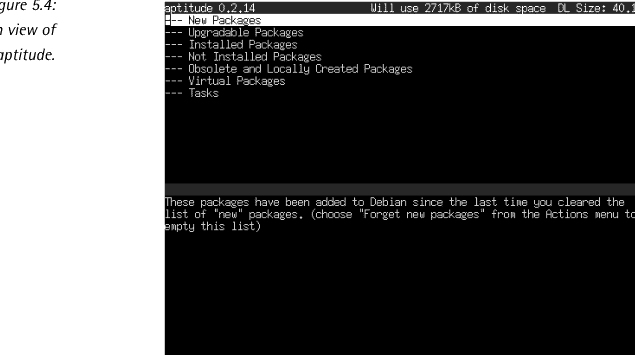 gure 5.4:
n view of
aptitude.
aptitude 0.2.14 Will use 2717kB of disk space DL Size: 40.1
--- New Packages
--- Upgradable Packages
--- Installed Packages
--- Not Installed Packages
--- Obsolete and Locally Created Packages
--- Virtual Packages
--- Tasks
These packages have been added to Debian since the last time you cleared the
list of "new" packages. (choose "Forget new packages" from the Actions menu to
empty this list)